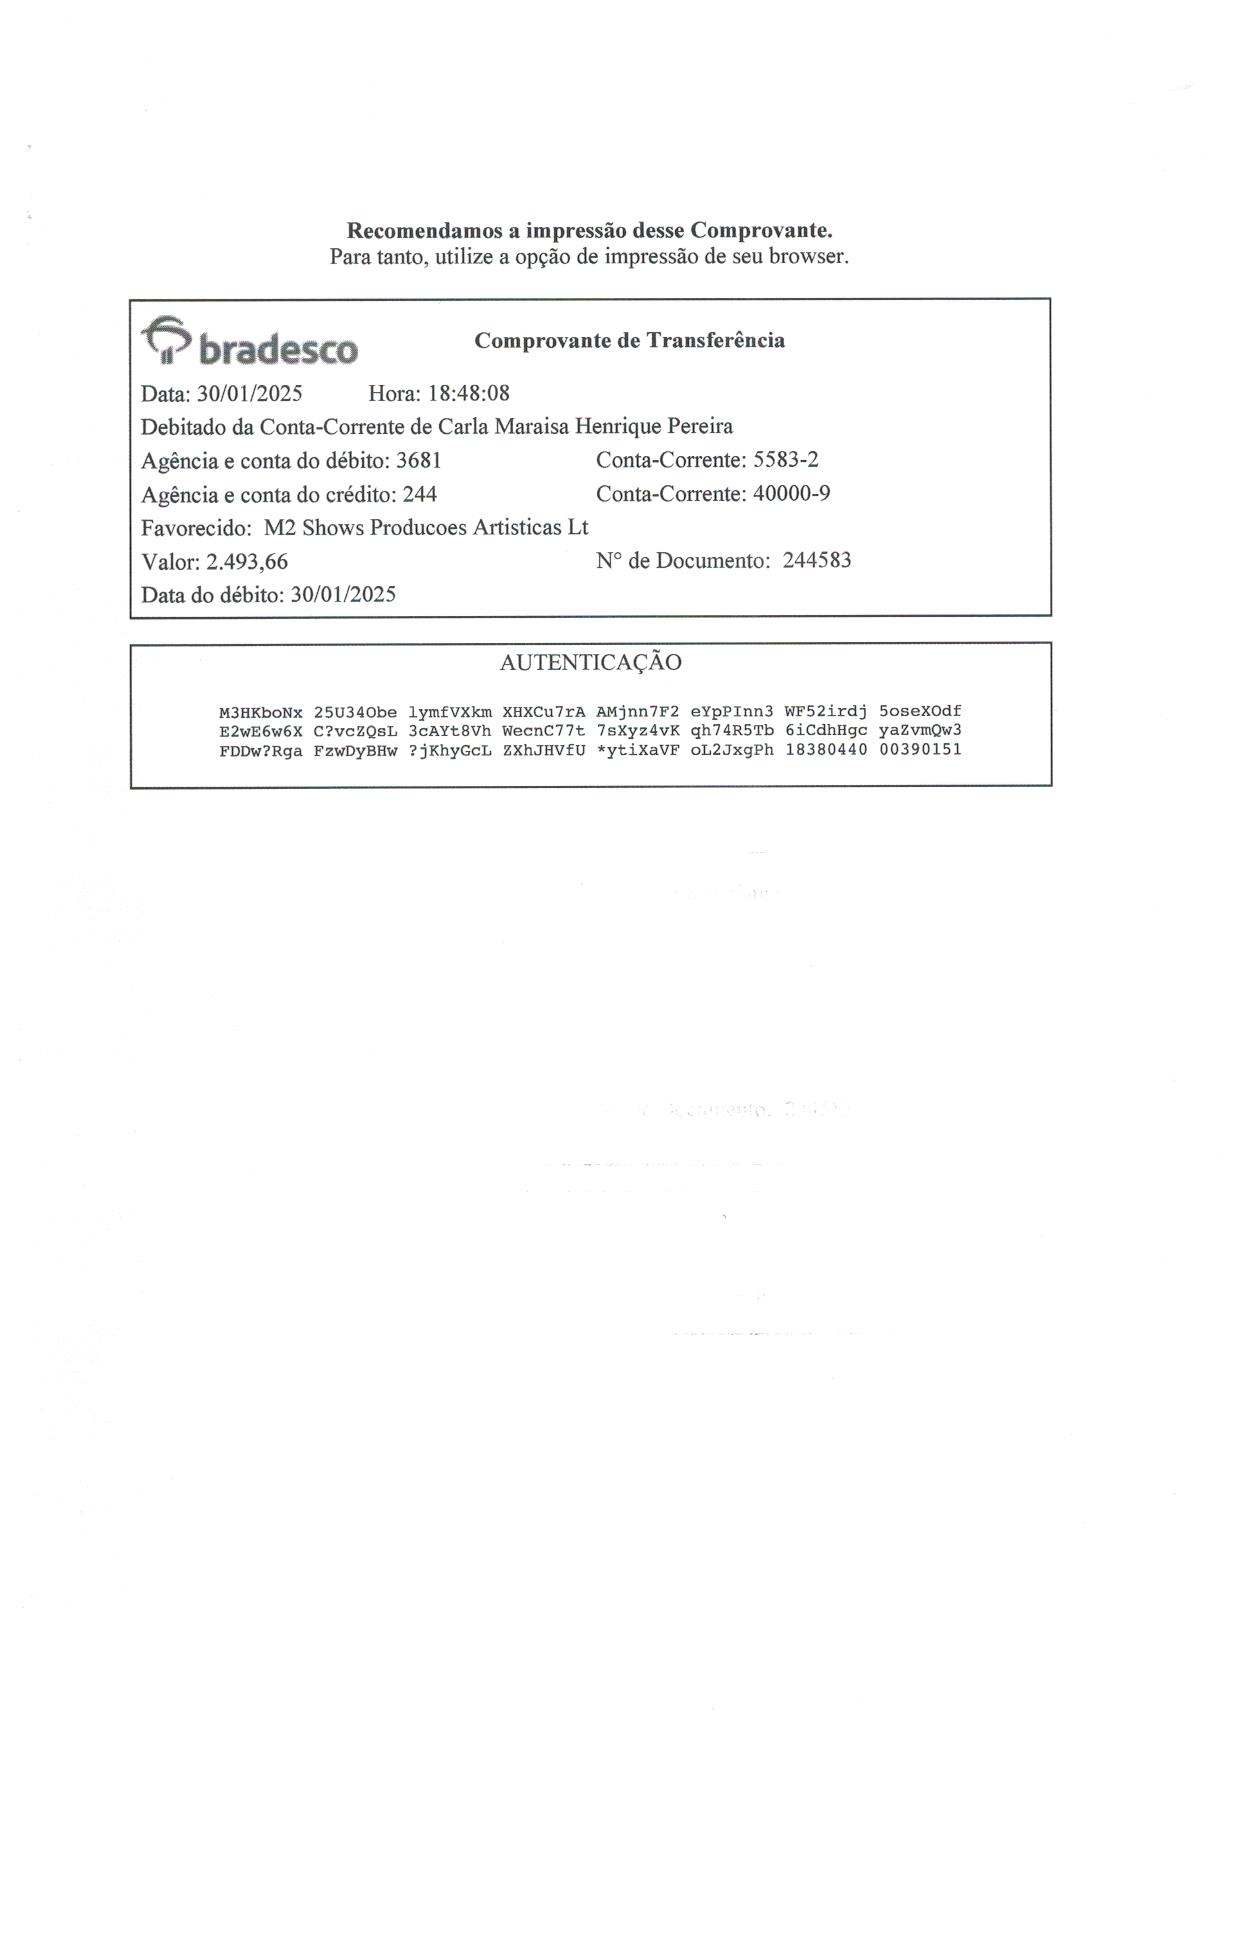 Recomendamos a impressão desse Comprovante.
Para tanto, utilize a opção de impressão de seu browser.
bradesco
Comprovante de Transferência
Data: 30/01/2025 Hora: 18:48:08
Debitado da Conta-Corrente de Carla Maraisa Henrique Pereira
Agência e conta do débito: 3681 Conta-Corrente: 5583-2
Agência e conta do crédito: 244 Conta-Corrente: 40000-9
Favorecido: M2 Shows Producoes Artisticas Lt
Valor: 2.493,66 N° de Documento: 244583
Data do débito: 30/01/2025
AUTENTICAÇÃO
M3HKboNx 25U34Obe lymfVXkm XHXCu7rA AMjnn7F2 eYpPInn3 WF52irdj 5oseXOdf
E2wE6w6X C?vcZQsL 3cAYt8Vh WecnC77t 7sXyz4vK qh74R5Tb 6iCdhHgc yaZvmQw3
FDDw?Rga FzwDyBHw ?jKhyGcL ZXhJHVfU *ytiXaVF oL2JxgPh 18380440 00390151